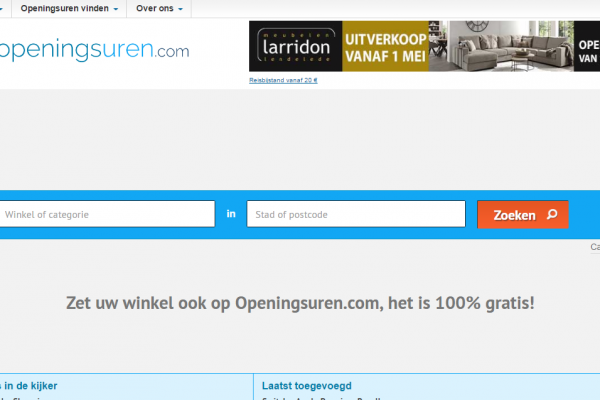 Openingsuren vinden Over ons
openingsuren.com
meubelen
larridon
lendelede
UITVERKOOP
VANAF 1 MEI
OPE
VAN
Reisbijstand vanaf 20 €
Winkel of categorie in Stad of postcode Zoeken
Ca
Zet uw winkel ook op Openingsuren.com, het is 100% gratis!
in de kijker
Laatst toegevoegd